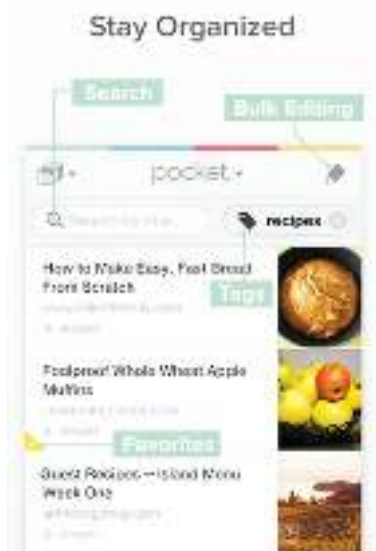 Stay Organized
Search
Bulk Editing
pocket
recipes
How to Make Easy, Fast Bread
From Scratch
Tags
Foolproof Whole Wheat Apple
Muffins
Favorites
Guest Recipes — Island Menu
Week One